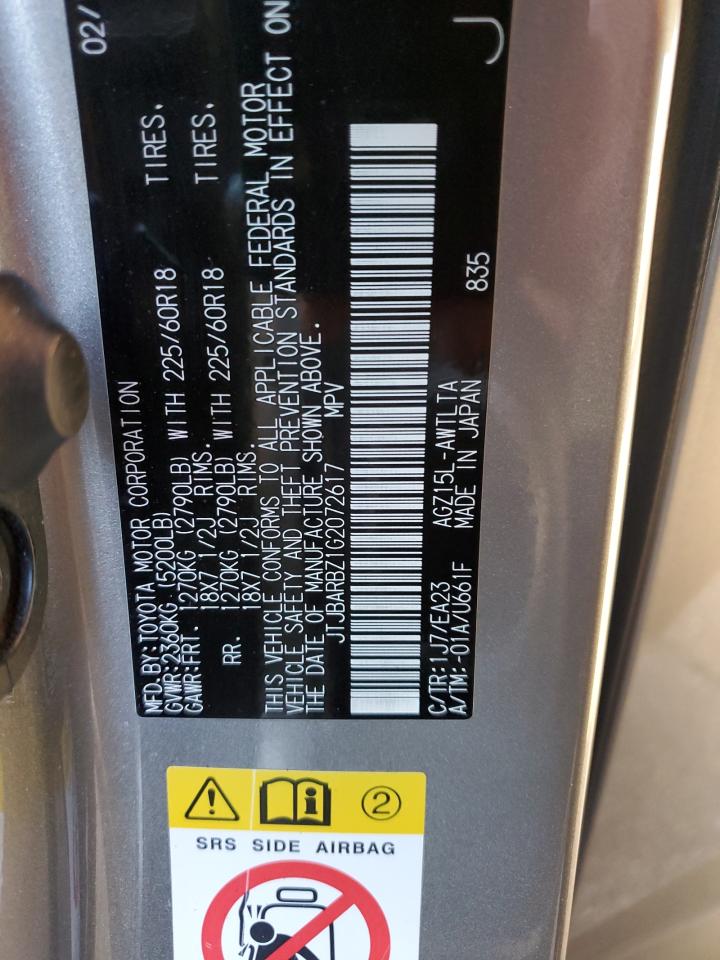 MFD.BY:TOYOTA MOTOR CORPORATION 02/
GVWR:2360KG (5200LB)
GAWR:FRT. 1270KG (2790LB) WITH 225/60R18 TIRES.
18X7 1/2J RIMS.
RR. 1270KG (2790LB) WITH 225/60R18 TIRES.
18X7 1/2J RIMS.
THIS VEHICLE CONFORMS TO ALL APPLICABLE FEDERAL MOTOR
VEHICLE SAFETY AND THEFT PREVENTION STANDARDS IN EFFECT ON
THE DATE OF MANUFACTURE SHOWN ABOVE.
JTJBARBZ1G2072617 MPV
C/TR:1J7/EA23 AGZ15L-AWTLTA
A/TM:-01A/U661F MADE IN JAPAN 835 J
2
SRS SIDE AIRBAG